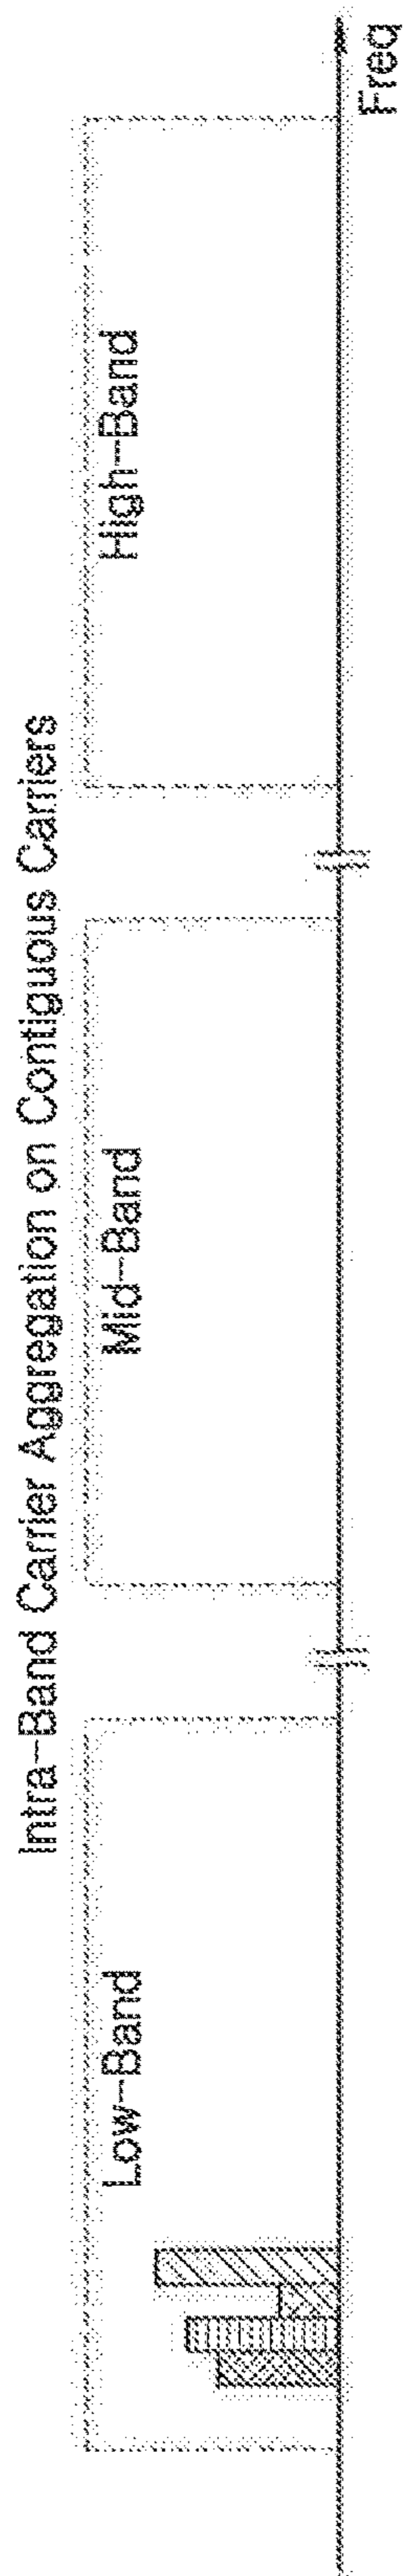 Intra-Band Carrier Aggregation on Contiguous Carriers
Low-Band
Mid-Band
High-Band
Freq